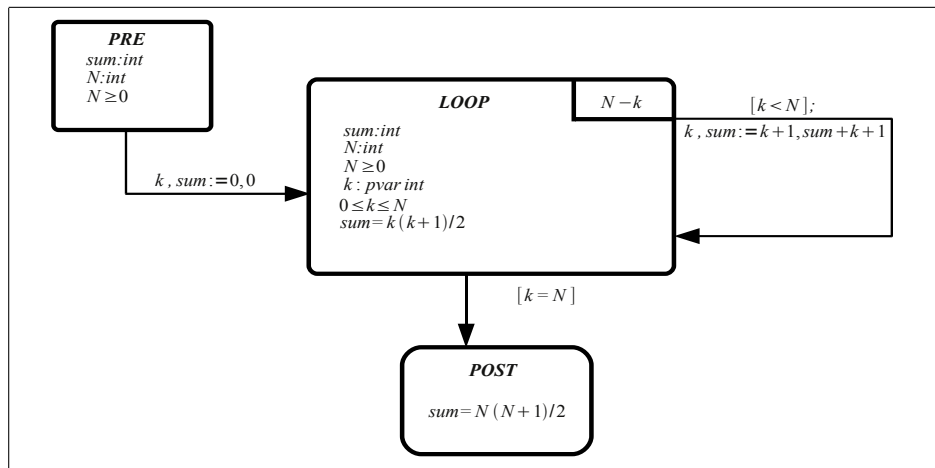 PRE
sum:int
N:int
N ≥0
LOOP
N−k
sum:int
N:int
N ≥0
k : pvar int
0≤k≤N
sum=k(k+1)/2
[k<N];
k , sum:=k+1,sum+k+1
k , sum:=0,0
[k=N]
POST
sum=N (N+1)/2